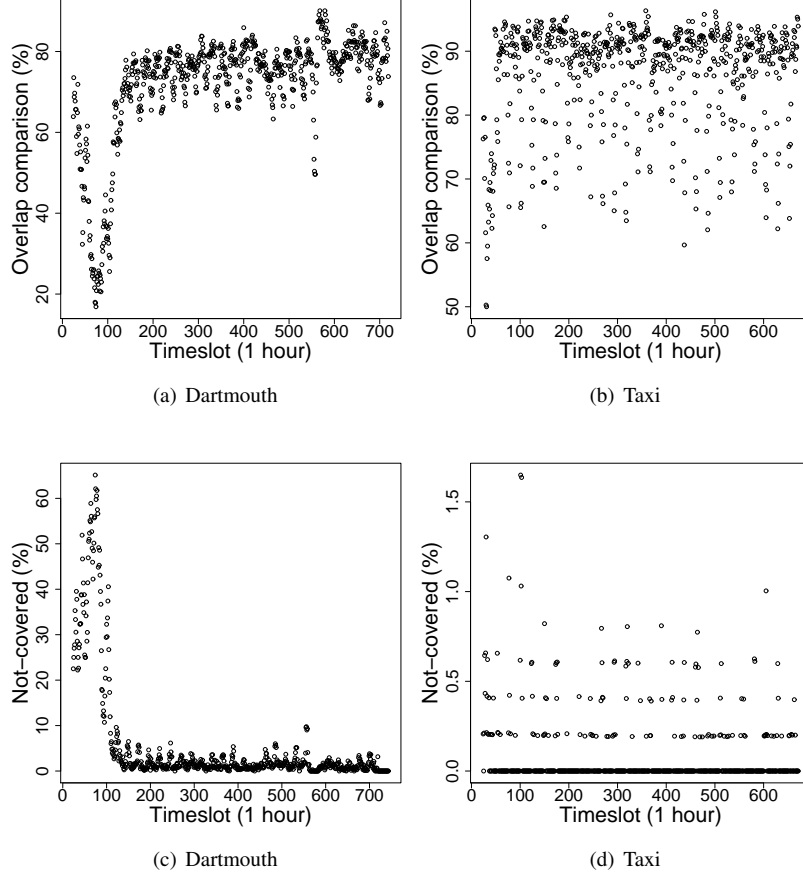 Overlap comparison (%)
20 40 60 80
0 100 200 300 400 500 600 700
Timeslot (1 hour)
(a) Dartmouth
Overlap comparison (%)
50 60 70 80 90
0 100 200 300 400 500 600
Timeslot (1 hour)
(b) Taxi
Not−covered (%)
0 10 20 30 40 50 60
0 100 200 300 400 500 600 700
Timeslot (1 hour)
(c) Dartmouth
Not−covered (%)
0.0 0.5 1.0 1.5
0 100 200 300 400 500 600
Timeslot (1 hour)
(d) Taxi